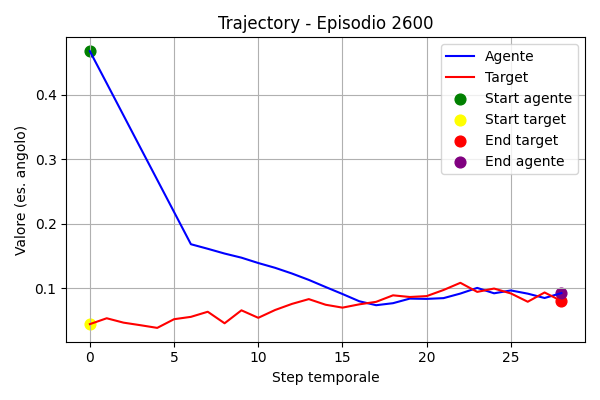 Trajectory - Episodio 2600
Valore (es. angolo)
0.4
0.3
0.2
0.1
0
5
10
15
20
25
Step temporale
Agente
Target
Start agente
Start target
End target
End agente